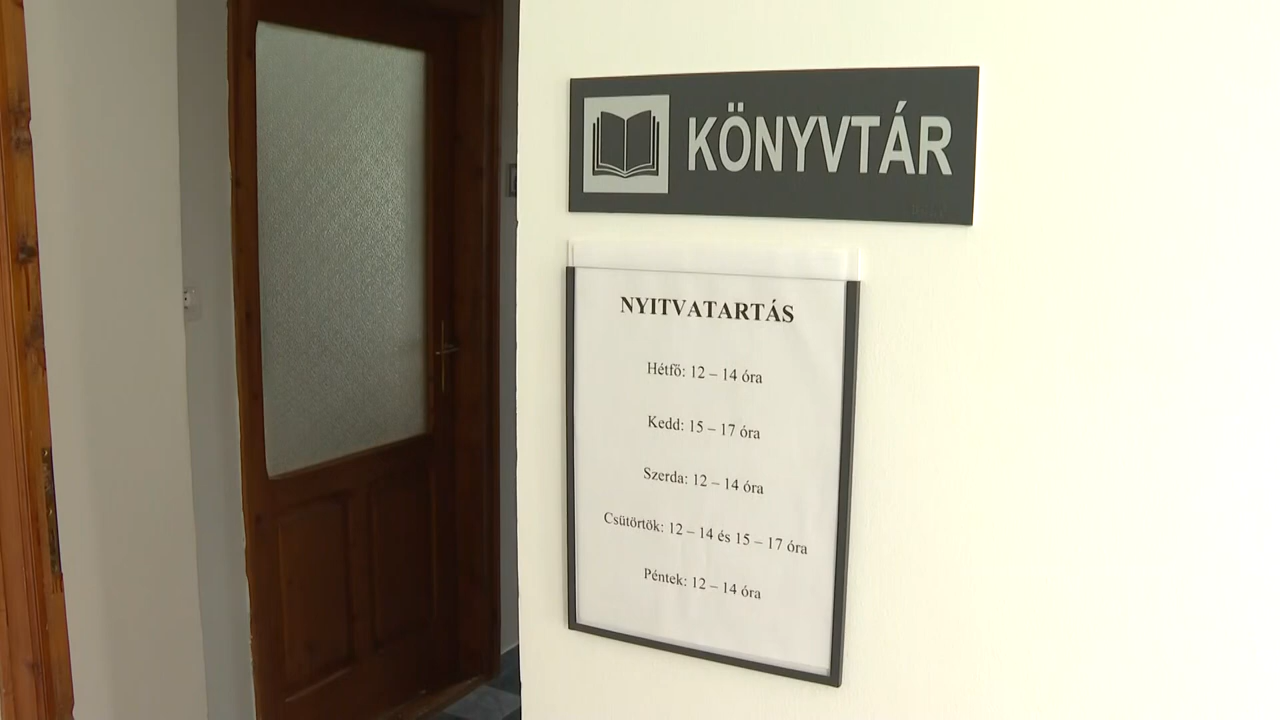 KÖNYVTÁR
NYITVATARTÁS
Hétfő: 12 – 14 óra
Kedd: 15 – 17 óra
Szerda: 12 – 14 óra
Csütörtök: 12 – 14 és 15 – 17 óra
Péntek: 12 – 14 óra